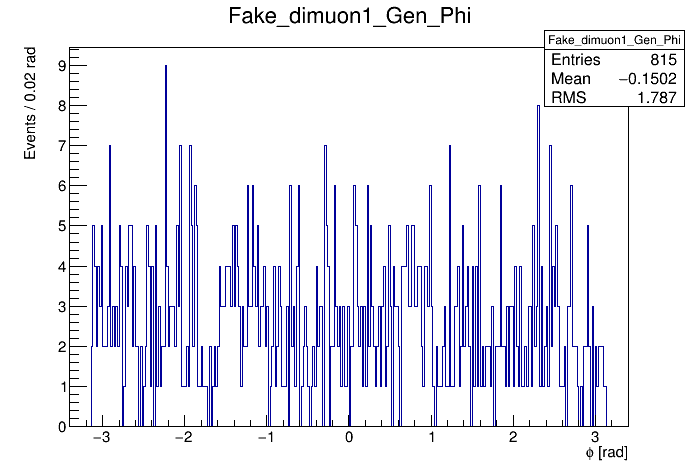 Fake_dimuon1_Gen_Phi
Fake_dimuon1_Gen_Phi
Entries 815
Mean −0.1502
RMS 1.787
Events / 0.02 rad
9
8
7
6
5
4
3
2
1
0
−3 −2 −1 0 1 2 3
ϕ [rad]